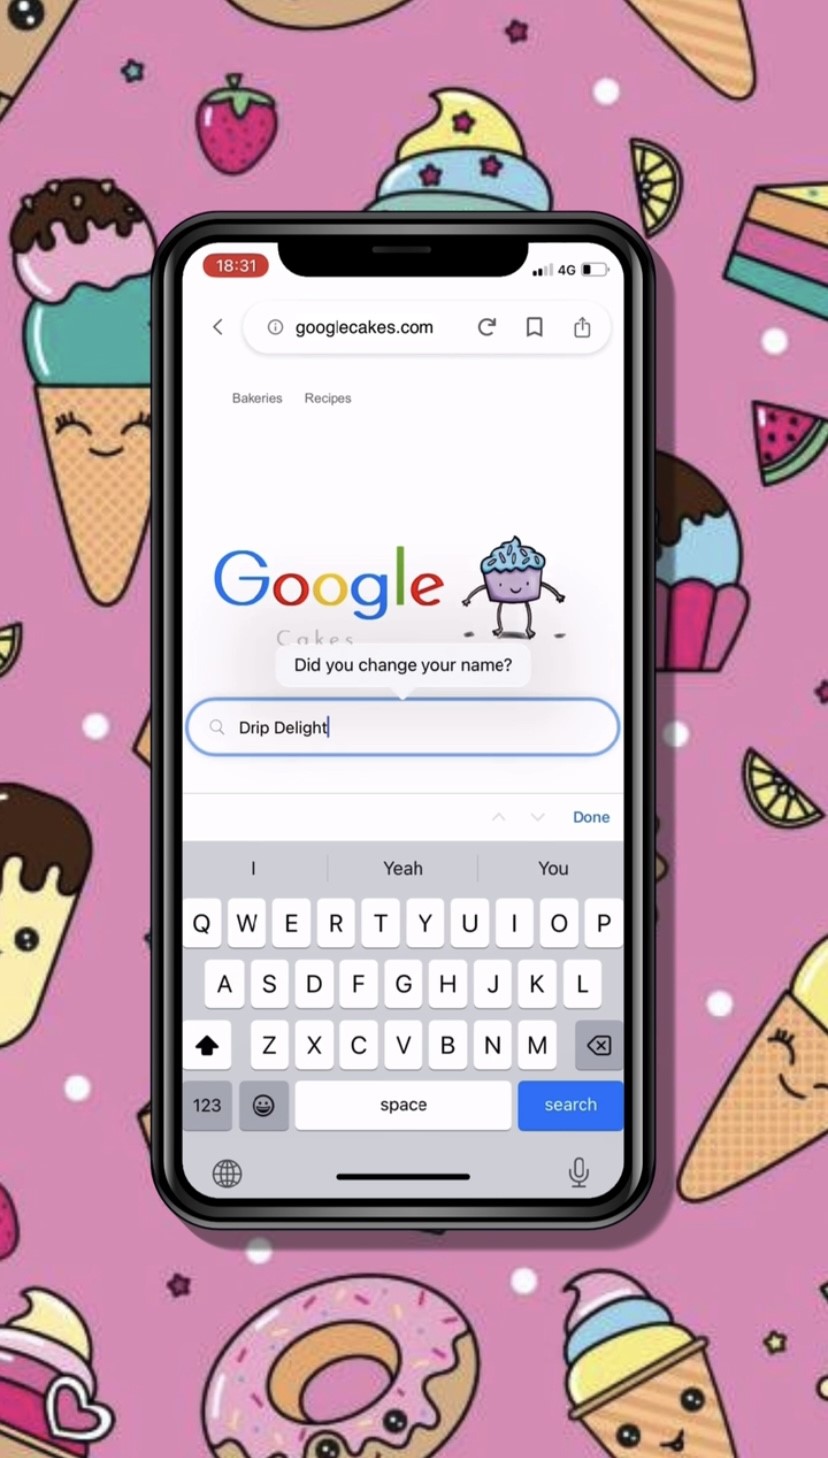 18:31
4G
googlecakes.com
Bakeries Recipes
Google
Cakes
Did you change your name?
Drip Delight
Done
I Yeah You
Q W E R T Y U I O P
A S D F G H J K L
Z X C V B N M
123 space search